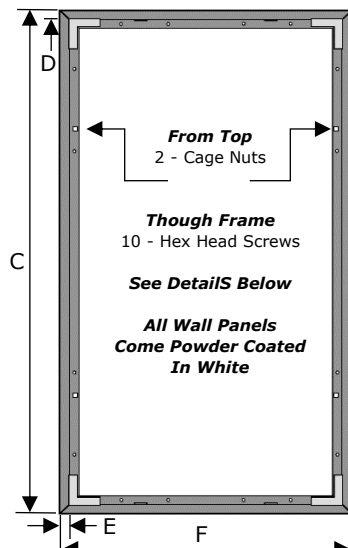 D
From Top
2 - Cage Nuts
C
Though Frame
10 - Hex Head Screws
See DetailS Below
All Wall Panels
Come Powder Coated
In White
E
F